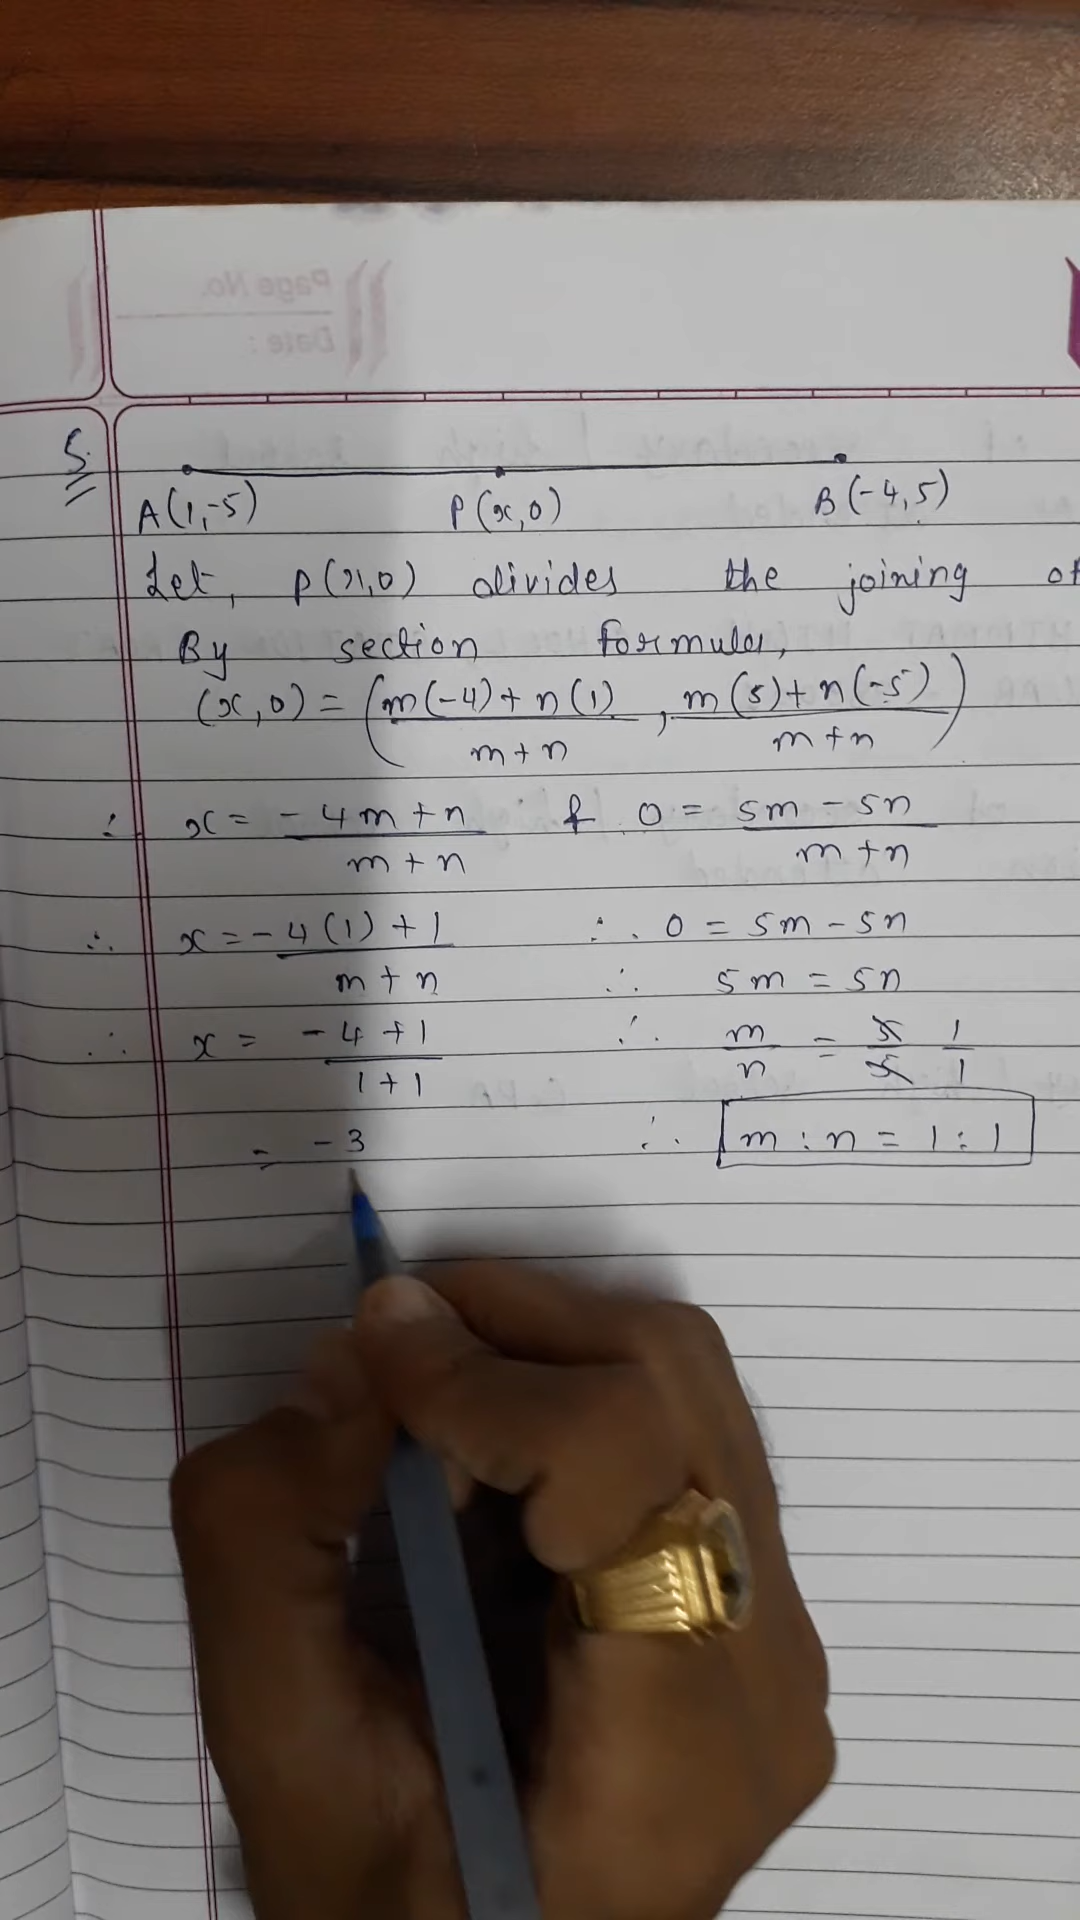 5.
A(1,-5) P(x,0) B(-4,5)
Let, P(x,0) divides the joining of
By section formula,
(x,0) = (m(-4)+n(1)/m+n, m(5)+n(-5)/m+n)
∴ x = -4m+n/m+n & 0 = 5m-5n/m+n
∴ x = -4(1)+1/m+n ∴ 0 = 5m-5n
∴ 5m = 5n
∴ x = -4+1/1+1 ∴ m/n = 5/5 1/1
= -3 ∴ m:n = 1:1